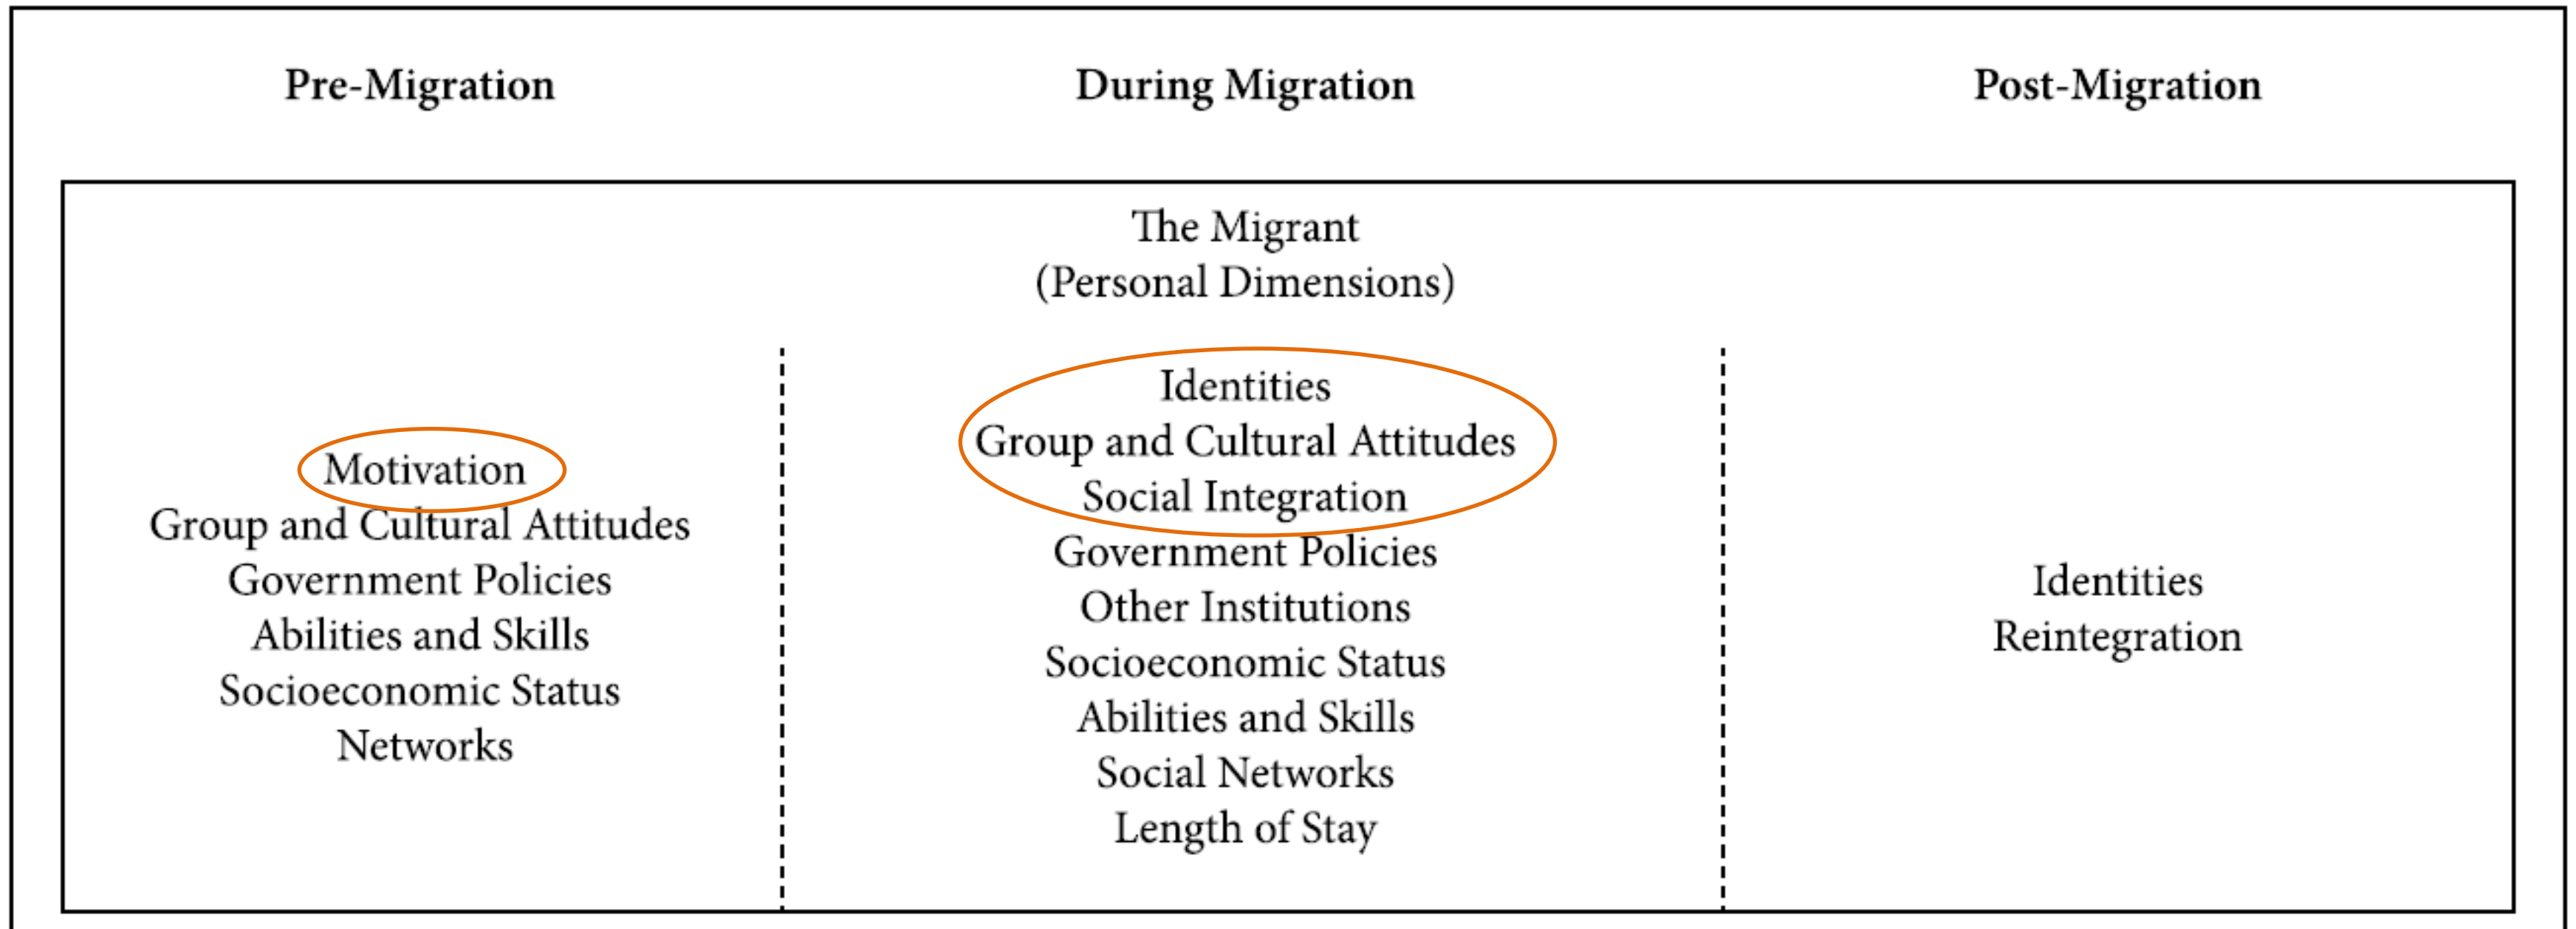 Pre-Migration
During Migration
Post-Migration
The Migrant
(Personal Dimensions)
Motivation
Group and Cultural Attitudes
Government Policies
Abilities and Skills
Socioeconomic Status
Networks
Identities
Group and Cultural Attitudes
Social Integration
Government Policies
Other Institutions
Socioeconomic Status
Abilities and Skills
Social Networks
Length of Stay
Identities
Reintegration